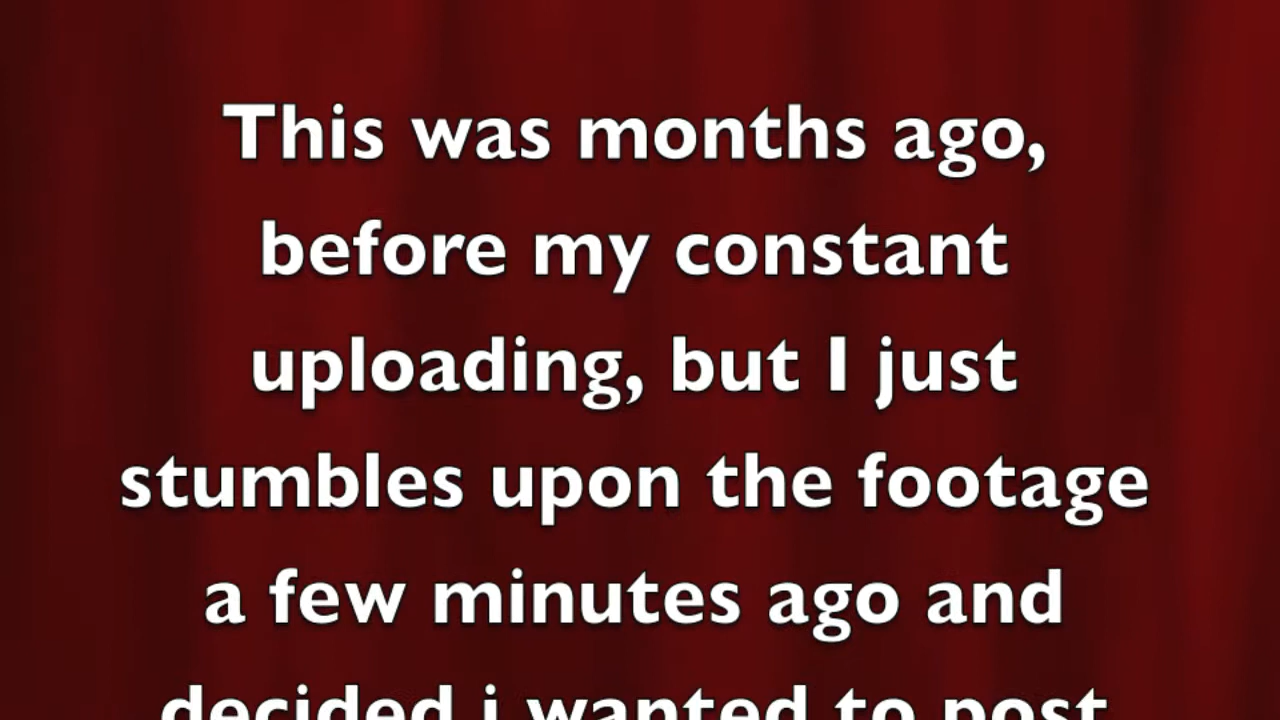 This was months ago,
before my constant
uploading, but I just
stumbles upon the footage
a few minutes ago and
decided i wanted to post